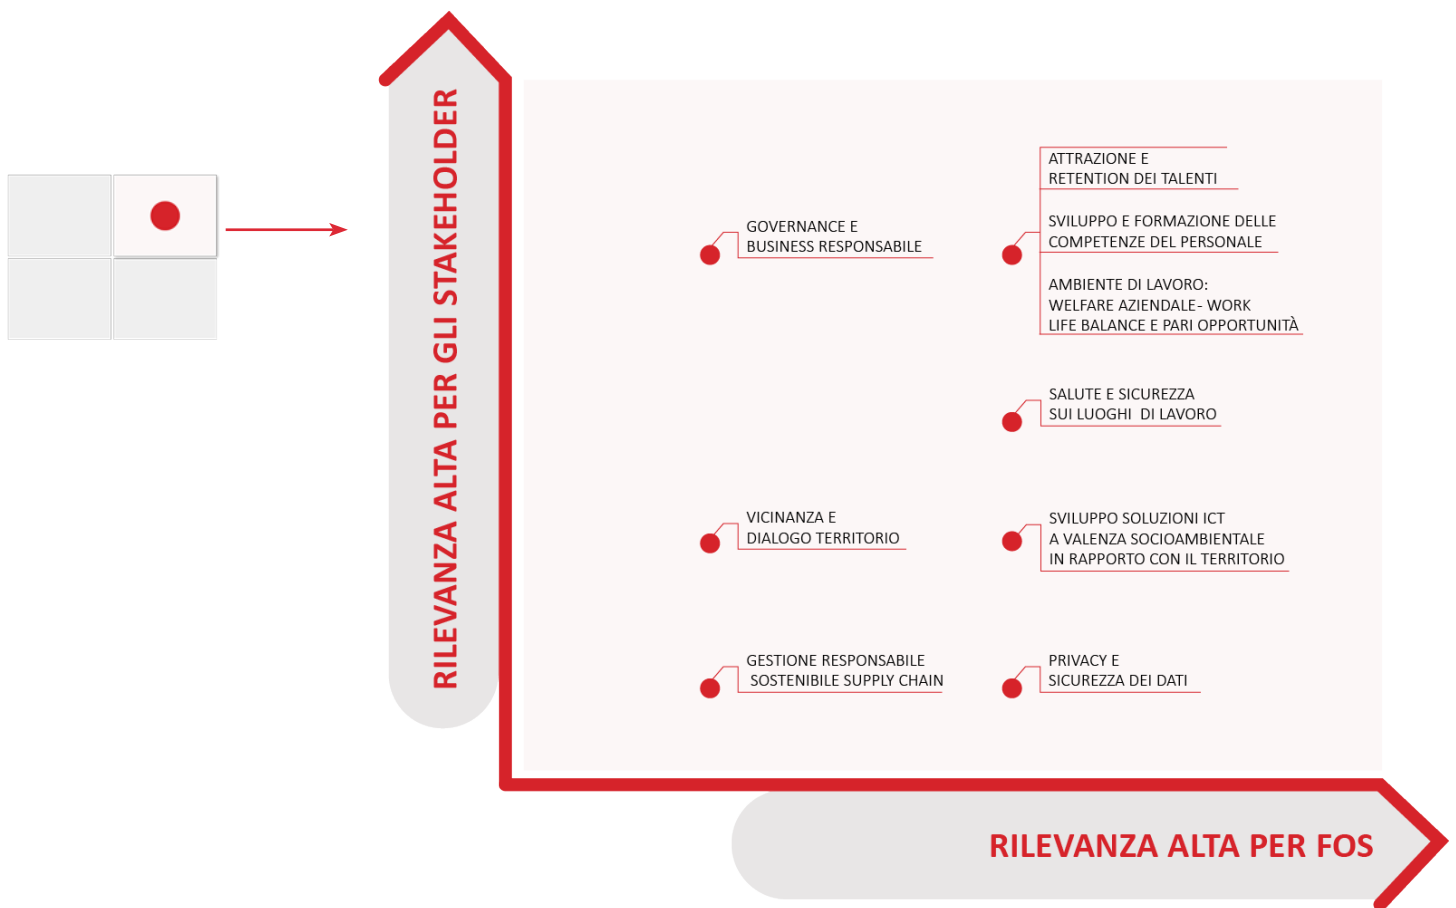 RILEVANZA ALTA PER GLI STAKEHOLDER
GOVERNANCE E
BUSINESS RESPONSABILE
ATTRAZIONE E
RETENTION DEI TALENTI
SVILUPPO E FORMAZIONE DELLE
COMPETENZE DEL PERSONALE
AMBIENTE DI LAVORO:
WELFARE AZIENDALE - WORK
LIFE BALANCE E PARI OPPORTUNITÀ
SALUTE E SICUREZZA
SUI LUOGHI DI LAVORO
VICINANZA E
DIALOGO TERRITORIO
SVILUPPO SOLUZIONI ICT
A VALENZA SOCIOAMBIENTALE
IN RAPPORTO CON IL TERRITORIO
GESTIONE RESPONSABILE
SOSTENIBILE SUPPLY CHAIN
PRIVACY E
SICUREZZA DEI DATI
RILEVANZA ALTA PER FOS